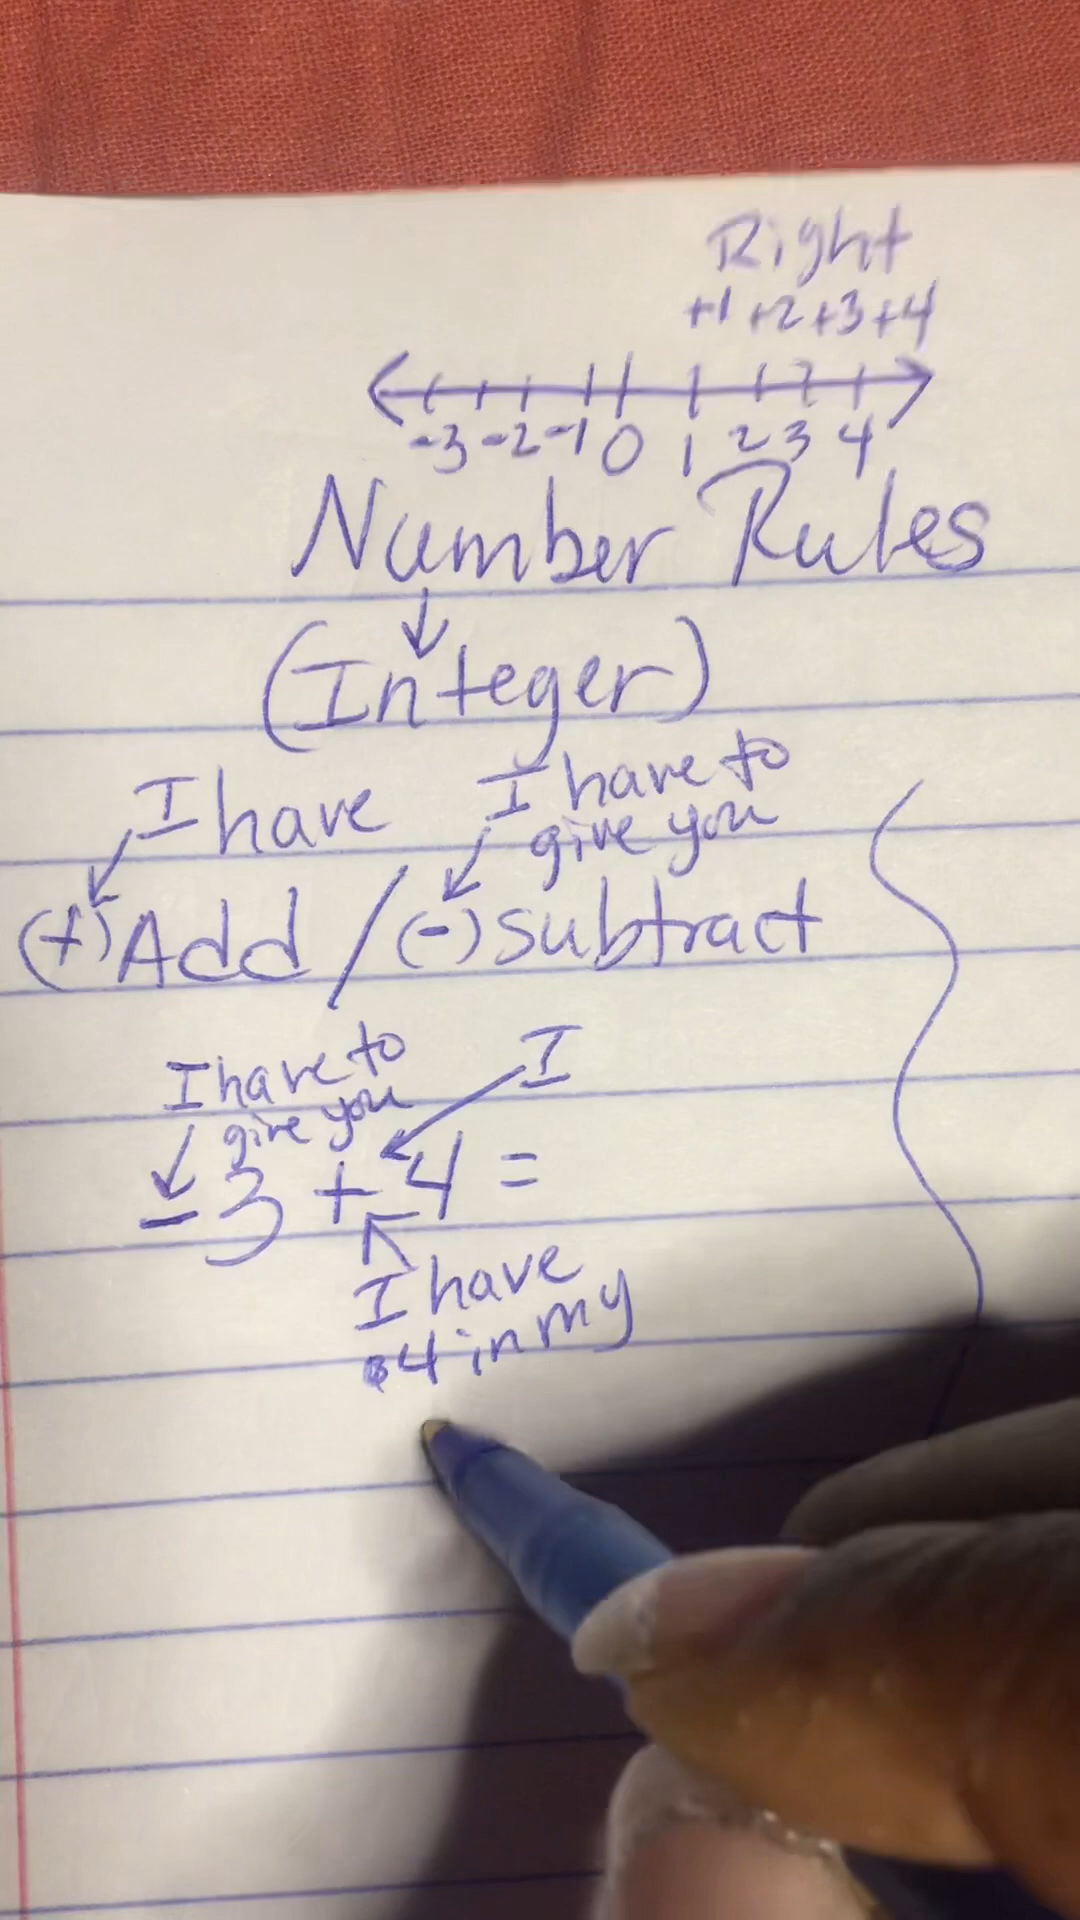 Right
+1 +2 +3 +4
-3 -2 -1 0 1 2 3 4
Number Rules
(Integer)
I have I have to
give you
(+) Add / (-) subtract
I have to I
give you
-3 + 4 =
I have
$4 in my